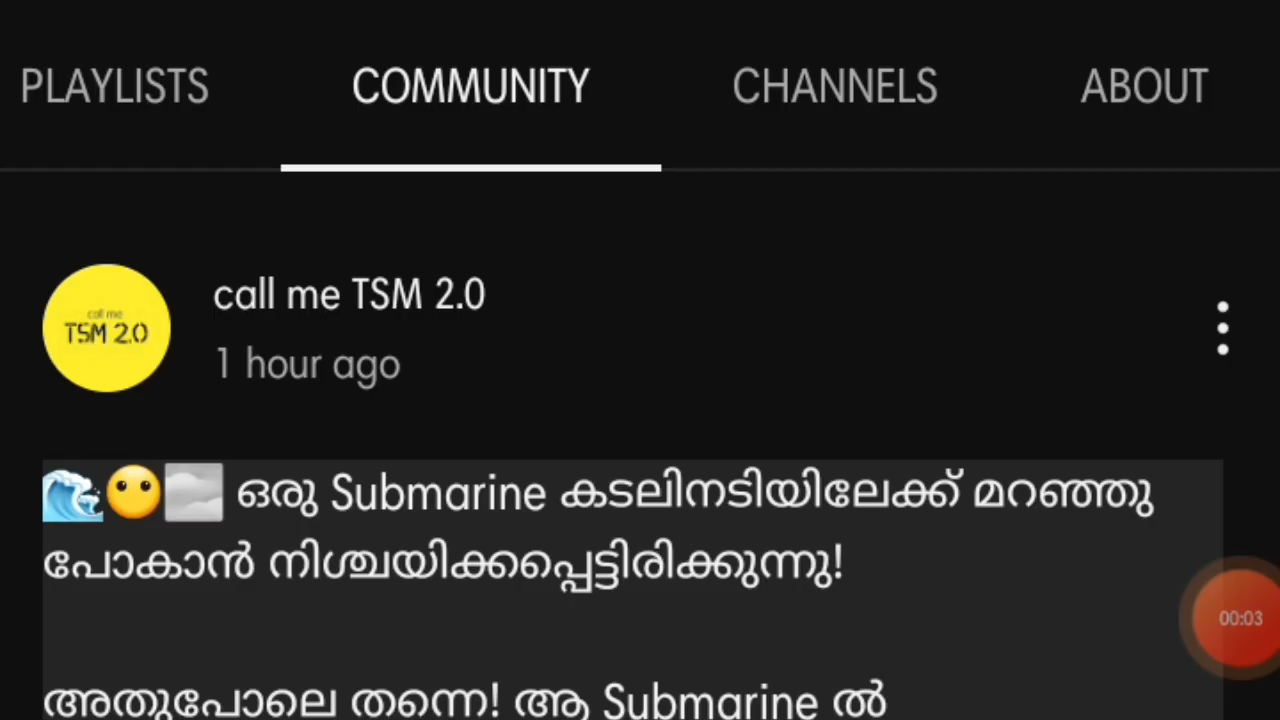 PLAYLISTS COMMUNITY CHANNELS ABOUT
call me TSM 2.0
call me
TSM 2.0
1 hour ago
🌊😶🌫 ഒരു Submarine കടലിനടിയിലേക്ക് മറഞ്ഞു
പോകാൻ നിശ്ചയിക്കപ്പെട്ടിരിക്കുന്നു!
00:03
അതുപോലെ തന്നെ! ആ Submarine ൽ